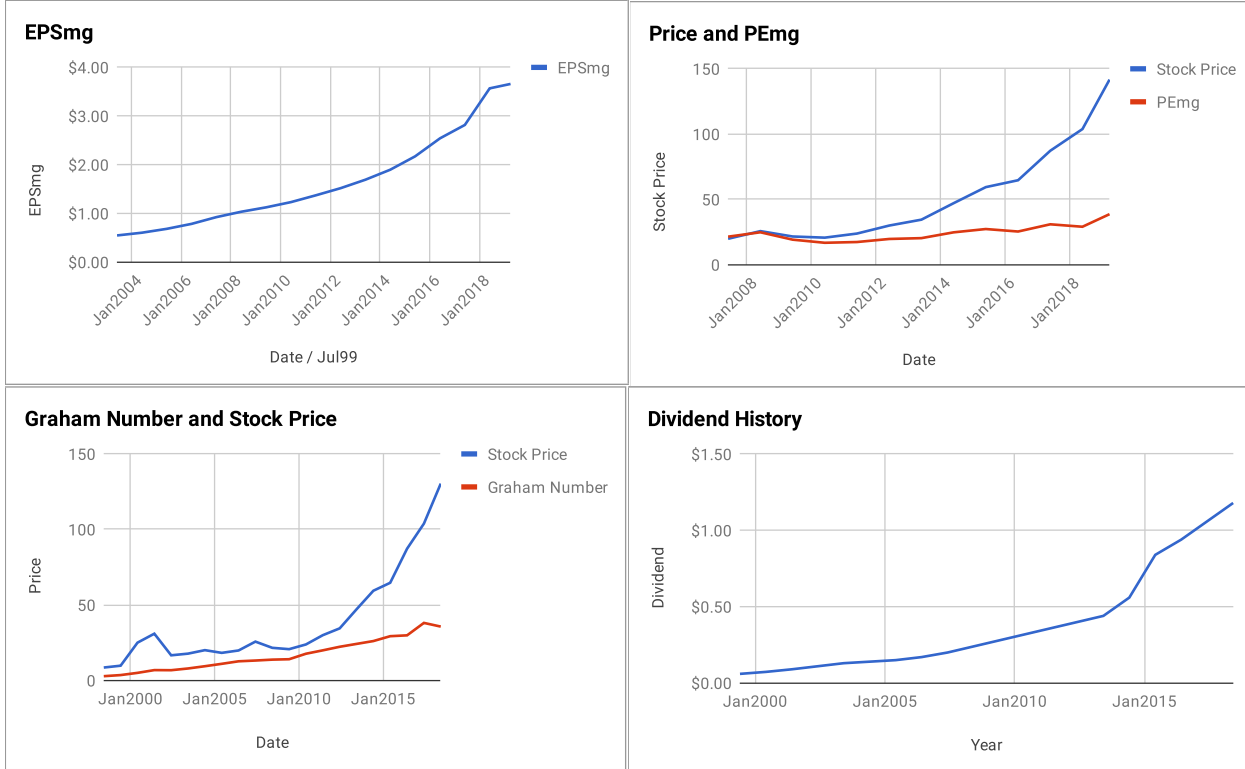 EPSmg
$4.00
$3.00
$2.00
$1.00
$0.00
EPSmg
EPSmg
Jan2004
Jan2006
Jan2008
Jan2010
Jan2012
Jan2014
Jan2016
Jan2018
Date / Jul99
Price and PEmg
150
100
50
0
Stock Price
Stock Price
PEmg
Jan2008
Jan2010
Jan2012
Jan2014
Jan2016
Jan2018
Date
Graham Number and Stock Price
150
100
50
0
Price
Stock Price
Graham Number
Jan2000
Jan2005
Jan2010
Jan2015
Date
Dividend History
$1.50
$1.00
$0.50
$0.00
Dividend
Jan2000
Jan2005
Jan2010
Jan2015
Year